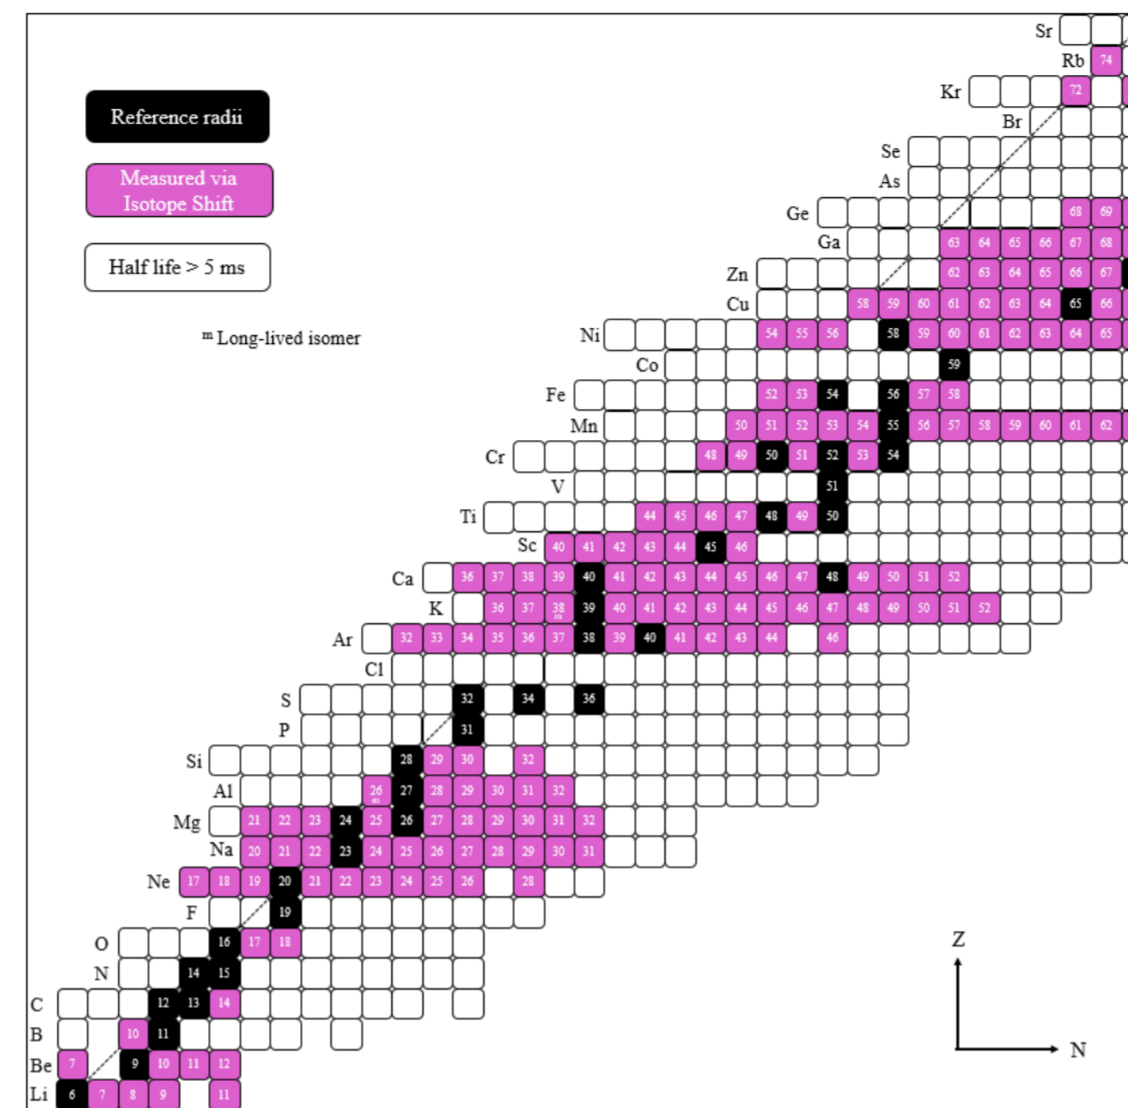 Sr
Rb 74
Kr 72
Br
Reference radii
Se
Measured via
Isotope Shift
As
Ge 68 69
Ga 63 64 65 66 67 68
Half life > 5 ms
Zn 62 63 64 65 66 67
Cu 58 59 60 61 62 63 64 65 66
m Long-lived isomer
Ni 54 55 56 58 59 60 61 62 63 64 65
Co 59
Fe 52 53 54 56 57 58
Mn 50 51 52 53 54 55 56 57 58 59 60 61 62
Cr 48 49 50 51 52 53 54
V 51
Ti 44 45 46 47 48 49 50
Sc 40 41 42 43 44 45 46
Ca 36 37 38 39 40 41 42 43 44 45 46 47 48 49 50 51 52
K 36 37 38 m 39 40 41 42 43 44 45 46 47 48 49 50 51 52
Ar 32 33 34 35 36 37 38 39 40 41 42 43 44 46
Cl
S 32 34 36
P 31
Si 28 29 30 32
Al 26 m 27 28 29 30 31 32
Mg 21 22 23 24 25 26 27 28 29 30 31 32
Na 20 21 22 23 24 25 26 27 28 29 30 31
Ne 17 18 19 20 21 22 23 24 25 26 28
F 19
O 16 17 18
Z
N 14 15
C 12 13 14
B 10 11
N
Be 7 9 10 11 12
Li 6 7 8 9 11